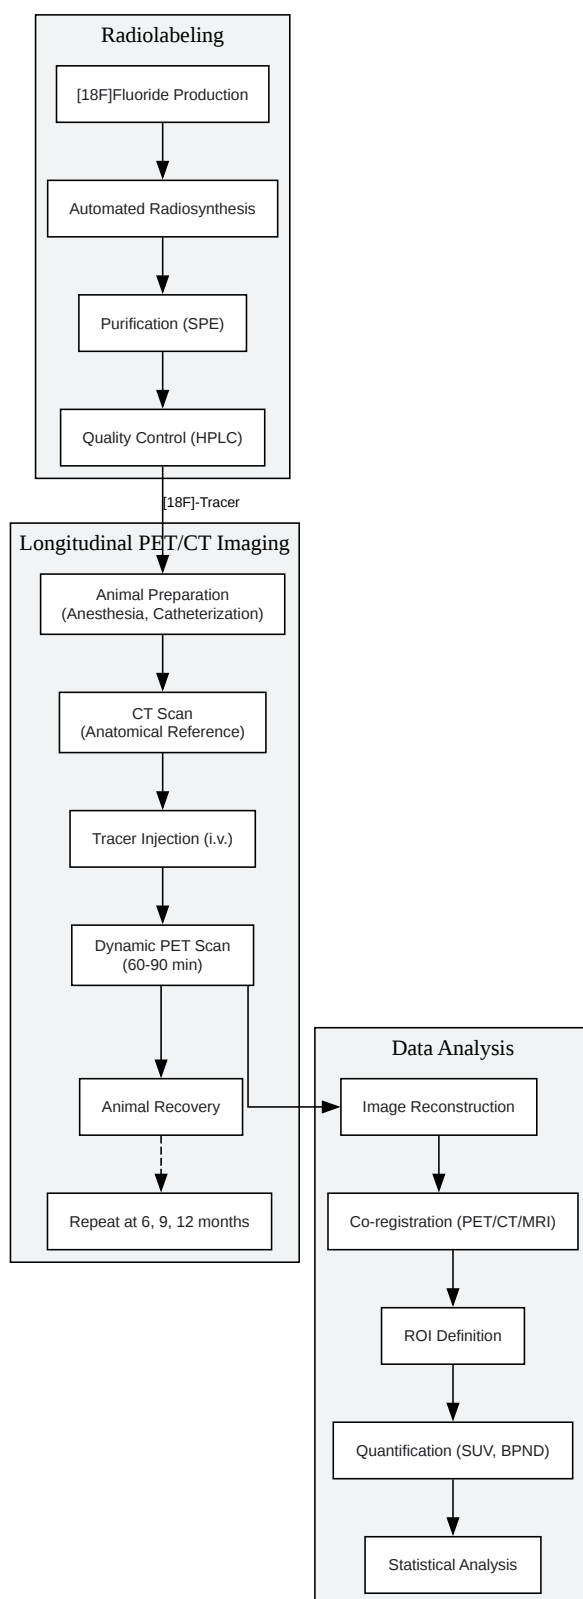 Radiolabeling
[18F]Fluoride Production
Automated Radiosynthesis
Purification (SPE)
Quality Control (HPLC)
[18F]-Tracer
Longitudinal PET/CT Imaging
Animal Preparation
(Anesthesia, Catheterization)
CT Scan
(Anatomical Reference)
Tracer Injection (i.v.)
Dynamic PET Scan
(60-90 min)
Animal Recovery
Repeat at 6, 9, 12 months
Data Analysis
Image Reconstruction
Co-registration (PET/CT/MRI)
ROI Definition
Quantification (SUV, BPND)
Statistical Analysis